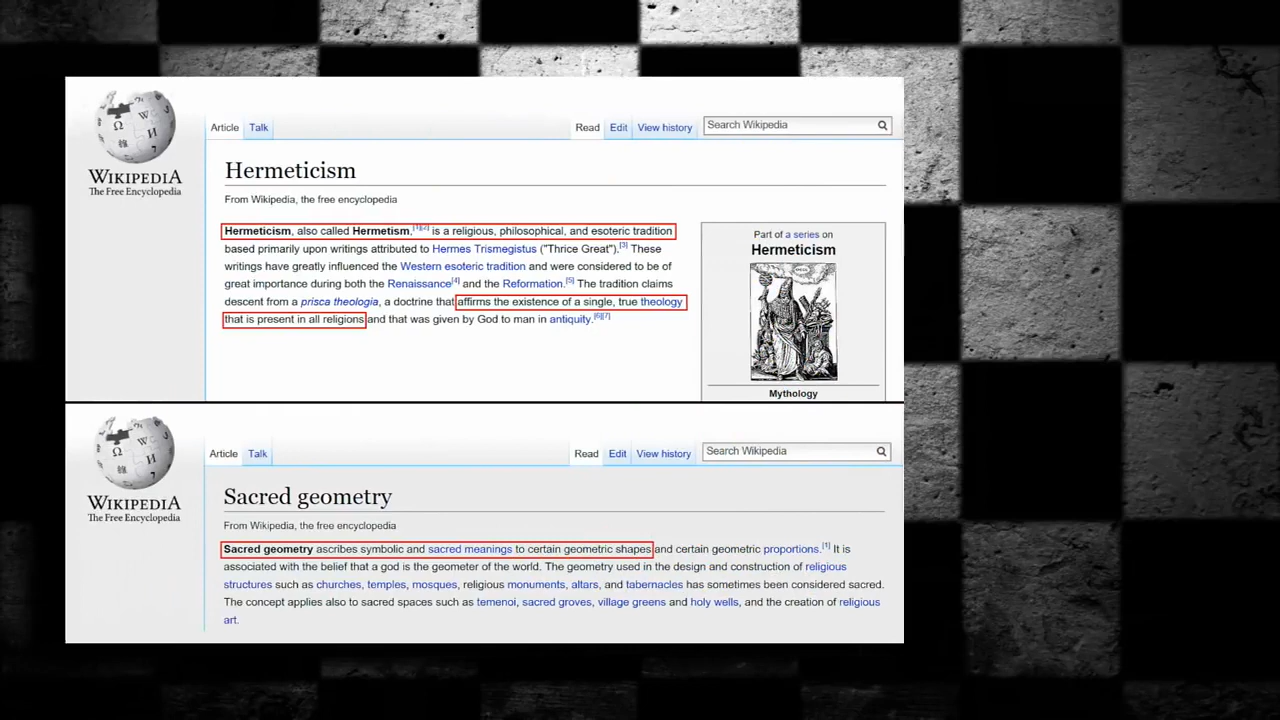 WIKIPEDIA
The Free Encyclopedia
Article Talk
Read Edit View history Search Wikipedia
Hermeticism
From Wikipedia, the free encyclopedia
Hermeticism, also called Hermetism,[1][2] is a religious, philosophical, and esoteric tradition
based primarily upon writings attributed to Hermes Trismegistus ("Thrice Great").[3] These
writings have greatly influenced the Western esoteric tradition and were considered to be of
great importance during both the Renaissance[4] and the Reformation.[5] The tradition claims
descent from a prisca theologia, a doctrine that affirms the existence of a single, true theology
that is present in all religions and that was given by God to man in antiquity.[6][7]
Part of a series on
Hermeticism
Mythology
WIKIPEDIA
The Free Encyclopedia
Article Talk
Read Edit View history Search Wikipedia
Sacred geometry
From Wikipedia, the free encyclopedia
Sacred geometry ascribes symbolic and sacred meanings to certain geometric shapes and certain geometric proportions.[1] It is
associated with the belief that a god is the geometer of the world. The geometry used in the design and construction of religious
structures such as churches, temples, mosques, religious monuments, altars, and tabernacles has sometimes been considered sacred.
The concept applies also to sacred spaces such as temenoi, sacred groves, village greens and holy wells, and the creation of religious
art.